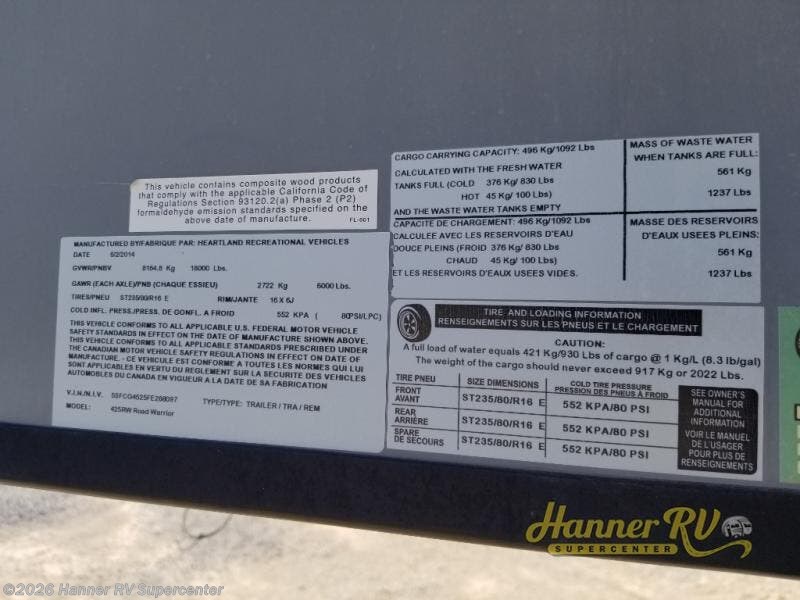 This vehicle contains composite wood products
that comply with the applicable California Code of
Regulations Section 93120.2(a) Phase 2 (P2)
formaldehyde emission standards specified on the
above date of manufacture.
FL-001
MANUFACTURED BY/FABRIQUE PAR: HEARTLAND RECREATIONAL VEHICLES
DATE 5/2/2014
GVWR/PNBV 8164.8 Kg 18000 Lbs.
GAWR (EACH AXLE)/PNB (CHAQUE ESSIEU) 2722 Kg 6000 Lbs.
TIRES/PNEU ST235/80/R16 E RIM/JANTE 16 X 6J
COLD INFL. PRESS./PRESS. DE GONFL. A FROID 552 KPA ( 80PSI/LPC)
THIS VEHICLE CONFORMS TO ALL APPLICABLE U.S. FEDERAL MOTOR VEHICLE
SAFETY STANDARDS IN EFFECT ON THE DATE OF MANUFACTURE SHOWN ABOVE.
THIS VEHICLE CONFORMS TO ALL APPLICABLE STANDARDS PRESCRIBED UNDER
THE CANADIAN MOTOR VEHICLE SAFETY REGULATIONS IN EFFECT ON DATE OF
MANUFACTURE. - CE VEHICULE EST CONFORME A TOUTES LES NORMES QUI LUI
SONT APPLICABLES EN VERTU DU REGLEMENT SUR LA SECURITE DES VEHICLES
AUTOMOBILES DU CANADA EN VIGUEUR A LA DATE DE SA FABRICATION
V.I.N./N.I.V. TYPE/TYPE: TRAILER / TRA / REM
MODEL: 425RW Road Warrior
CARGO CARRYING CAPACITY: 496 Kg/1092 Lbs
CALCULATED WITH THE FRESH WATER
TANKS FULL (COLD 376 Kg/ 830 Lbs
HOT 45 Kg/ 100 Lbs)
AND THE WASTE WATER TANKS EMPTY
MASS OF WASTE WATER
WHEN TANKS ARE FULL:
561 Kg
1237 Lbs
CAPACITE DE CHARGEMENT: 496 Kg/1092 Lbs
CALCULEE AVEC LES RESERVOIRS D'EAU
DOUCE PLEINS (FROID 376 Kg/ 830 Lbs
CHAUD 45 Kg/ 100 Lbs)
ET LES RESERVOIRS D'EAUX USEES VIDES.
MASSE DES RESERVOIRS
D'EAUX USEES PLEINS:
561 Kg
1237 Lbs
TIRE AND LOADING INFORMATION
RENSEIGNEMENTS SUR LES PNEUS ET LE CHARGEMENT
CAUTION:
A full load of water equals 421 Kg/930 Lbs of cargo @ 1 Kg/L (8.3 lb/gal)
The weight of the cargo should never exceed 917 Kg or 2022 Lbs.
TIRE PNEU SIZE DIMENSIONS COLD TIRE PRESSURE
PRESSION DES PNEUS À FROID
FRONT
AVANT ST235/80/R16 E 552 KPA/80 PSI
REAR
ARRIÈRE ST235/80/R16 E 552 KPA/80 PSI
SPARE
DE SECOURS ST235/80/R16 E 552 KPA/80 PSI
SEE OWNER'S
MANUAL FOR
ADDITIONAL
INFORMATION
VOIR LE MANUEL
DE L'USAGER
POUR PLUS DE
RENSEIGNEMENTS
Hanner RV
SUPERCENTER
©2026 Hanner RV Supercenter